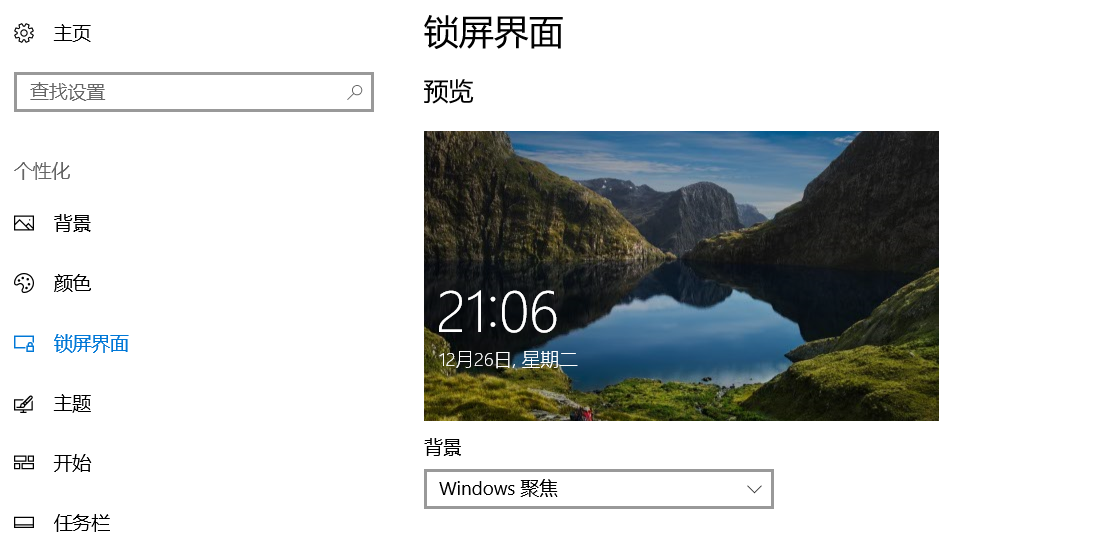 主页
查找设置
个性化
背景
颜色
锁屏界面
主题
开始
任务栏
锁屏界面
预览
21:06
12月26日, 星期二
背景
Windows 聚焦